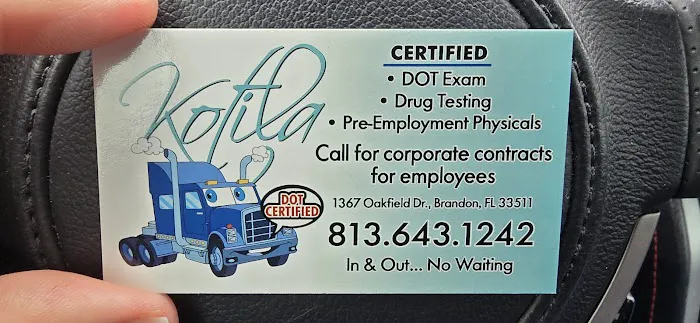 Kotila
CERTIFIED
• DOT Exam
• Drug Testing
• Pre-Employment Physicals
Call for corporate contracts
for employees
DOT
CERTIFIED
1367 Oakfield Dr., Brandon, FL 33511
813.643.1242
In & Out... No Waiting